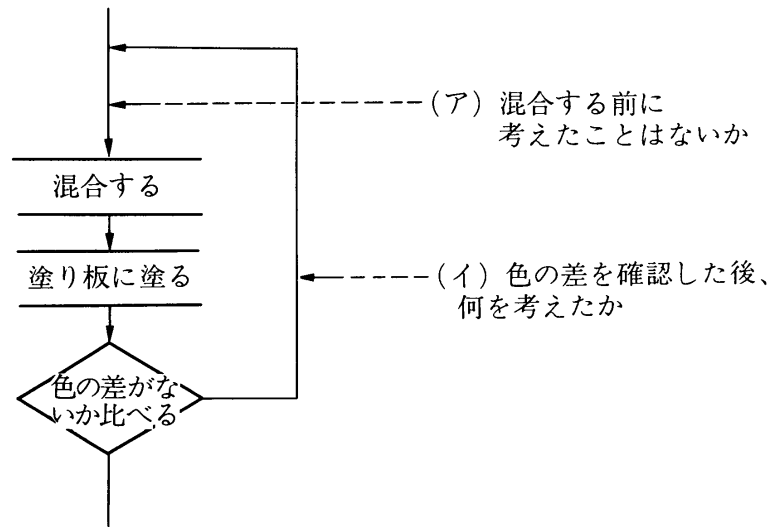 (ア) 混合する前に
考えたことはないか
混合する
塗り板に塗る
(イ) 色の差を確認した後、
何を考えたか
色の差がな
いか比べる